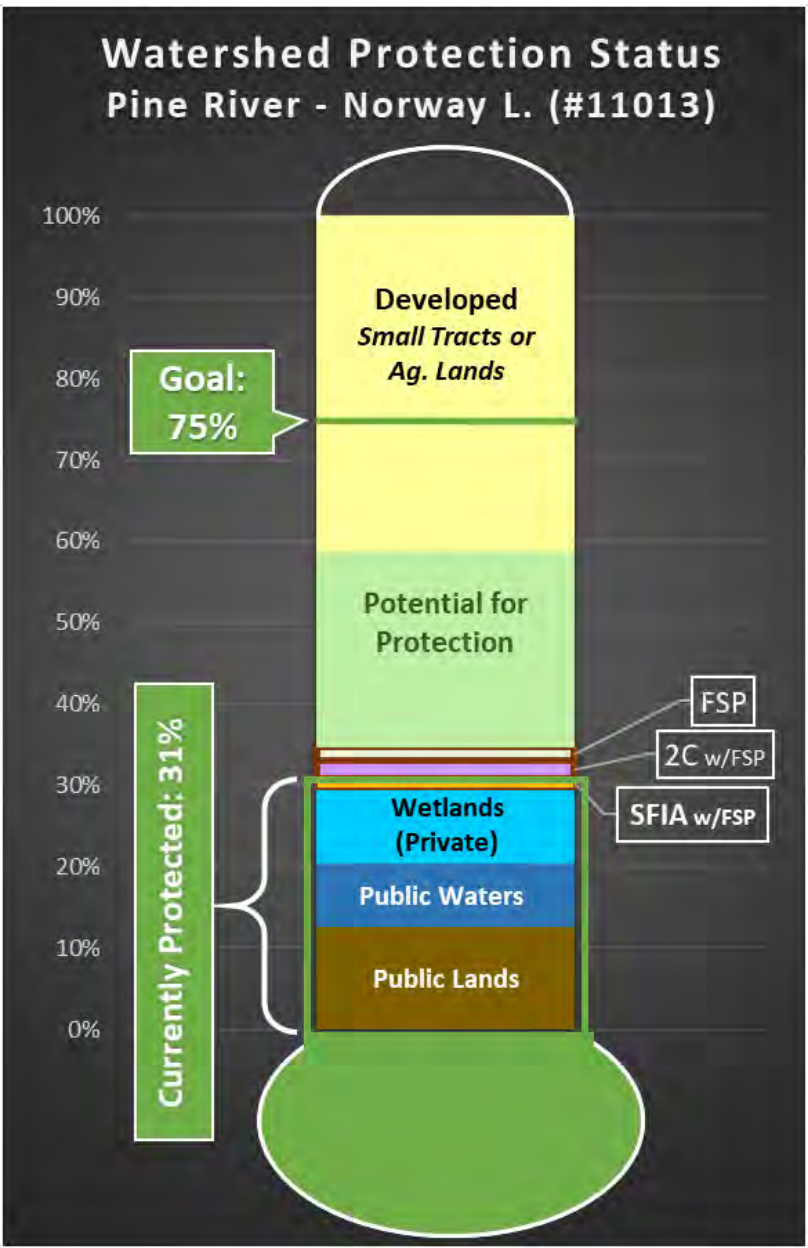 Watershed Protection Status
Pine River - Norway L. (#11013)
100%
90%
80%
70%
60%
50%
40%
30%
20%
10%
0%
Goal:
75%
Currently Protected: 31%
Developed
Small Tracts or
Ag. Lands
Potential for
Protection
FSP
2C w/FSP
SFIA w/FSP
Wetlands
(Private)
Public Waters
Public Lands